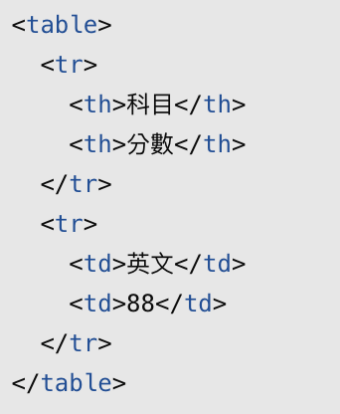 <table>
  <tr>
    <th>科目</th>
    <th>分數</th>
  </tr>
  <tr>
    <td>英文</td>
    <td>88</td>
  </tr>
</table>